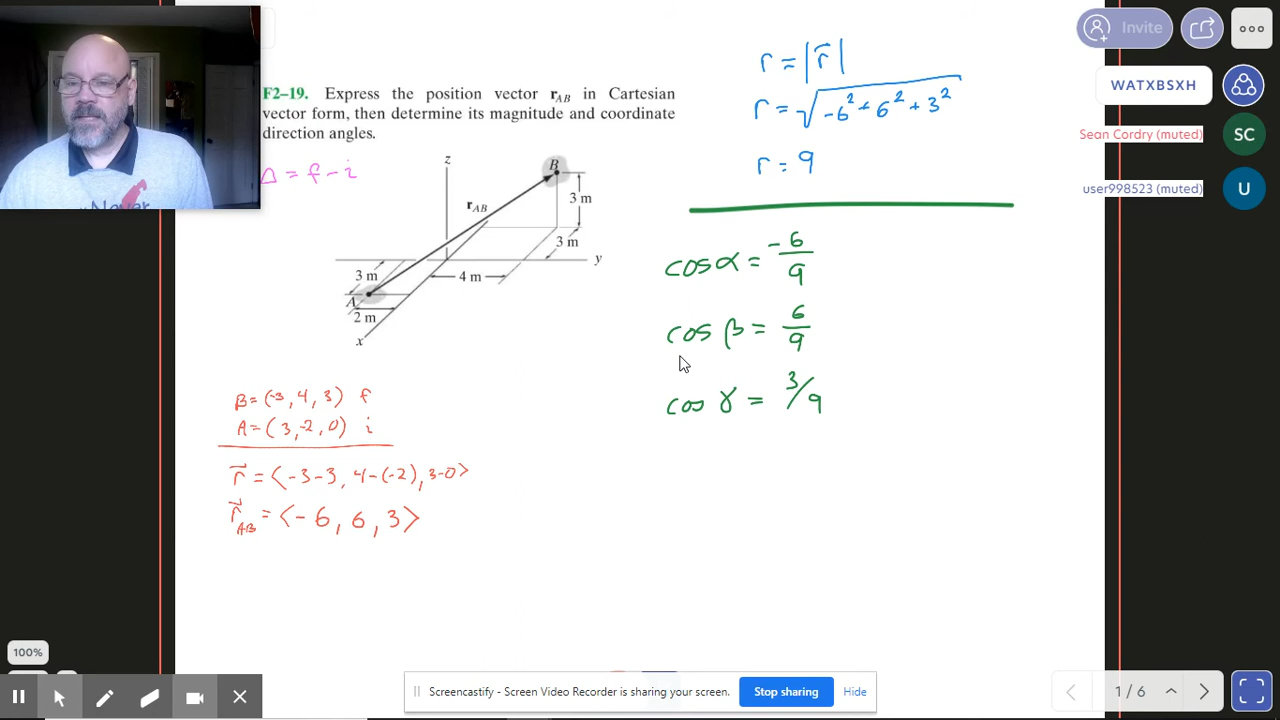 F2–19. Express the position vector r_AB in Cartesian
vector form, then determine its magnitude and coordinate
direction angles.
Δ = f - i
z
B
r_AB
3 m
3 m
y
3 m
4 m
A
2 m
x
B = (-3, 4, 3) f
A = (3, -2, 0) i
r⃗ = <-3-3, 4-(-2), 3-0>
r⃗_AB = <-6, 6, 3>
r = |r⃗|
r = √-6² + 6² + 3²
r = 9
cos α = -6/9
cos β = 6/9
cos γ = 3/9
Invite
WATXBSXH
Sean Cordry (muted)
SC
user998523 (muted)
U
100%
Screencastify - Screen Video Recorder is sharing your screen.
Stop sharing
Hide
1 / 6